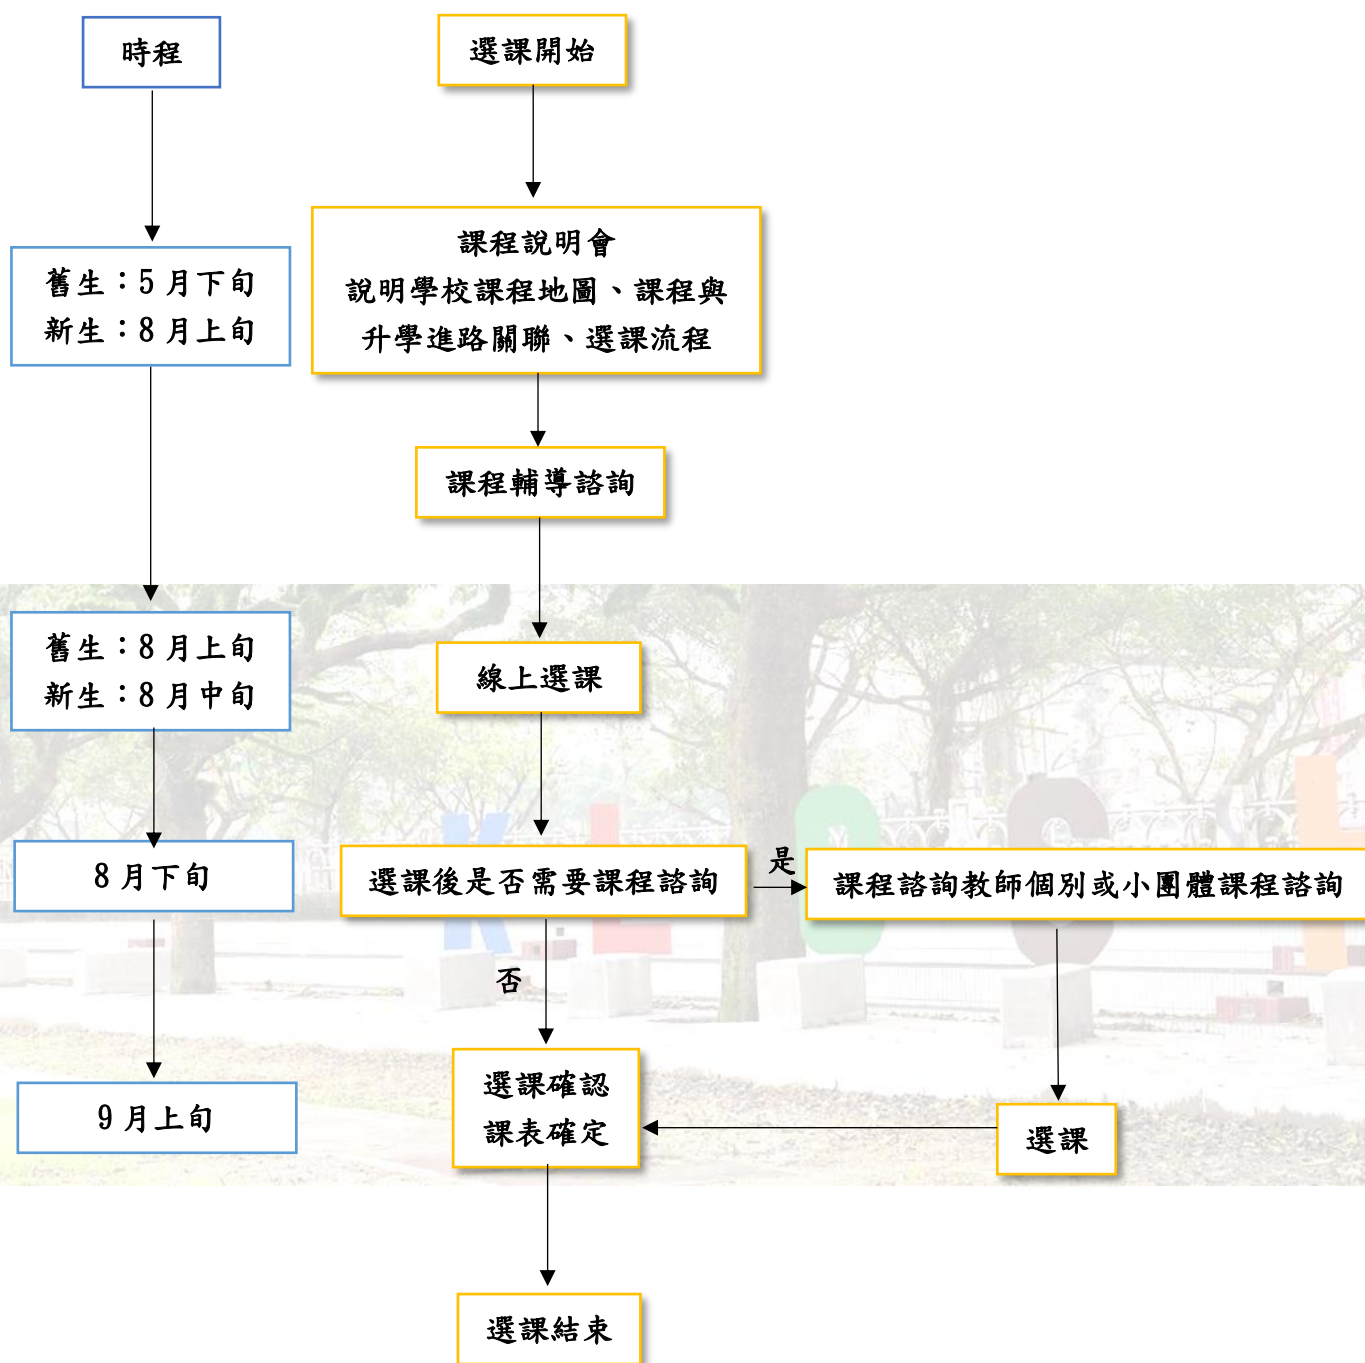 時程
選課開始
課程說明會
說明學校課程地圖、課程與
升學進路關聯、選課流程
舊生：5 月下旬
新生：8 月上旬
課程輔導諮詢
舊生：8 月上旬
新生：8 月中旬
線上選課
8 月下旬
選課後是否需要課程諮詢
是
課程諮詢教師個別或小團體課程諮詢
否
9 月上旬
選課確認
課表確定
選課
選課結束